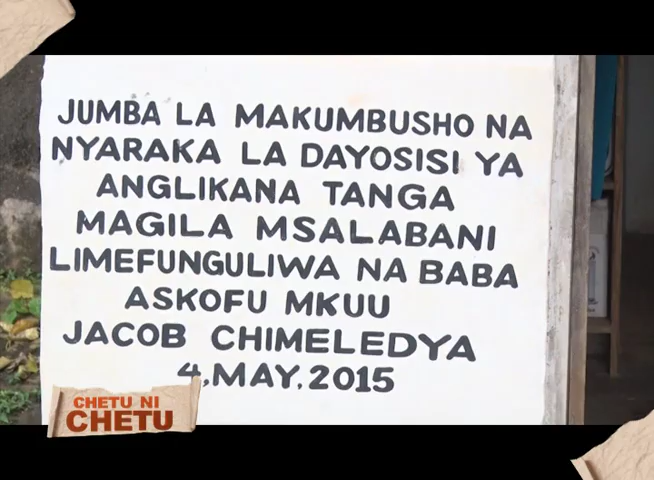 JUMBA LA MAKUMBUSHO NA
NYARAKA LA DAYOSISI YA
ANGLIKANA TANGA
MAGILA MSALABANI
LIMEFUNGULIWA NA BABA
ASKOFU MKUU
JACOB CHIMELEDYA
4, MAY, 2015
CHETU NI
CHETU